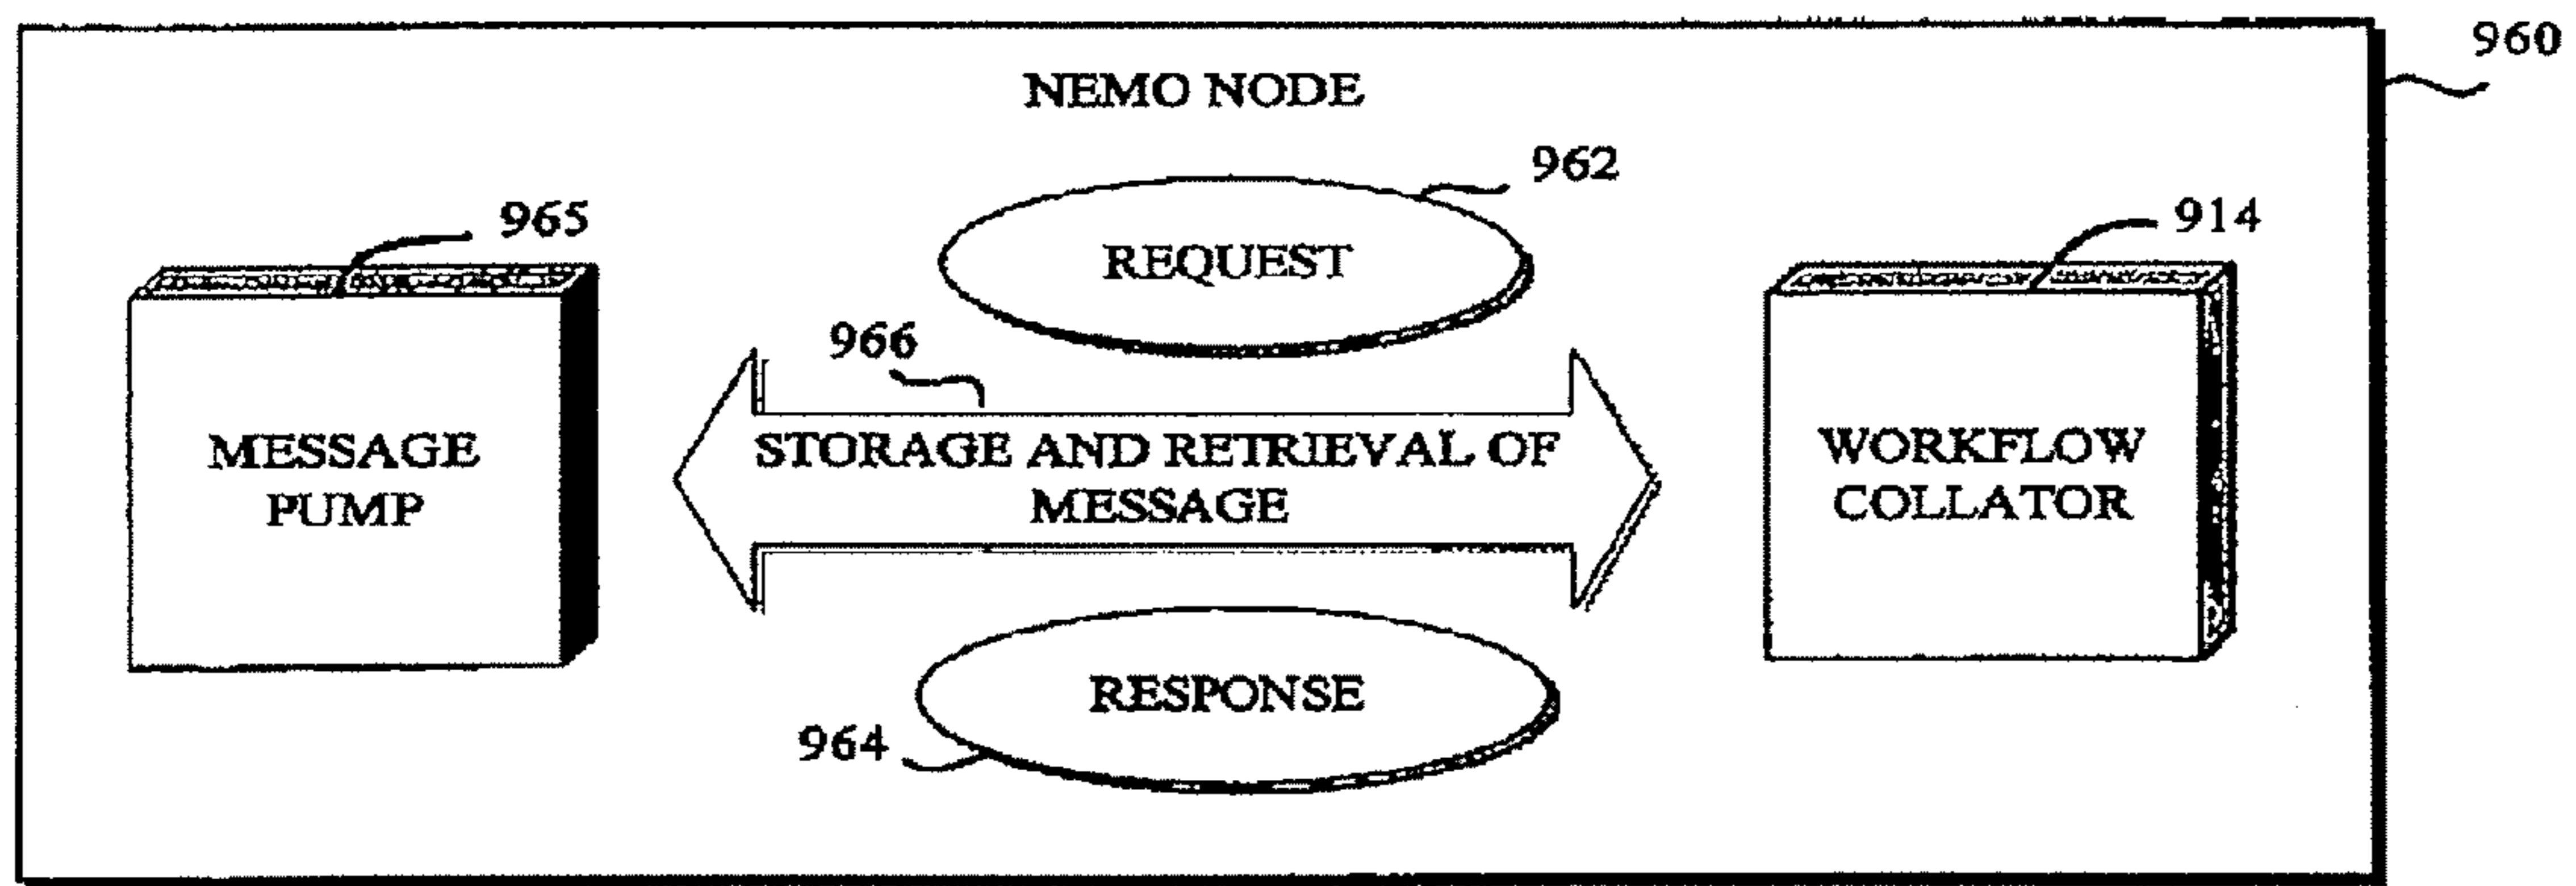 960
NEMO NODE
962
965
914
REQUEST
966
MESSAGE
PUMP
STORAGE AND RETRIEVAL OF
MESSAGE
WORKFLOW
COLLATOR
RESPONSE
964